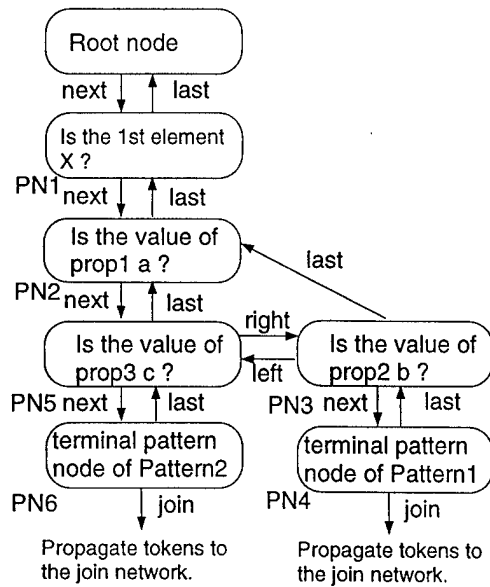 Root node
next last
Is the 1st element
X ?
PN1 next last
Is the value of
prop1 a ?
last
PN2 next last
right
Is the value of
prop3 c ?
left
Is the value of
prop2 b ?
PN5 next last
PN3 next last
terminal pattern
node of Pattern2
terminal pattern
node of Pattern1
PN6 join
PN4 join
Propagate tokens to
the join network.
Propagate tokens to
the join network.